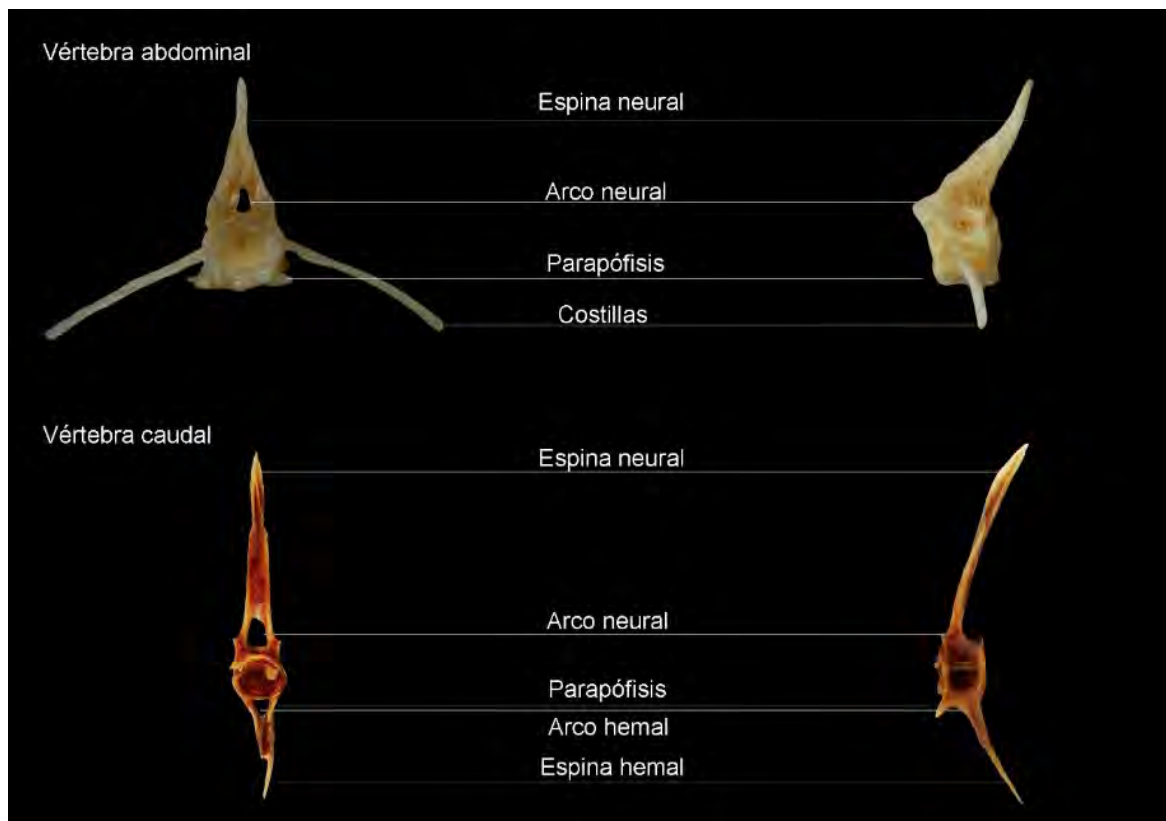 Vértebra abdominal
Espina neural
Arco neural
Parapófisis
Costillas
Vértebra caudal
Espina neural
Arco neural
Parapófisis
Arco hemal
Espina hemal